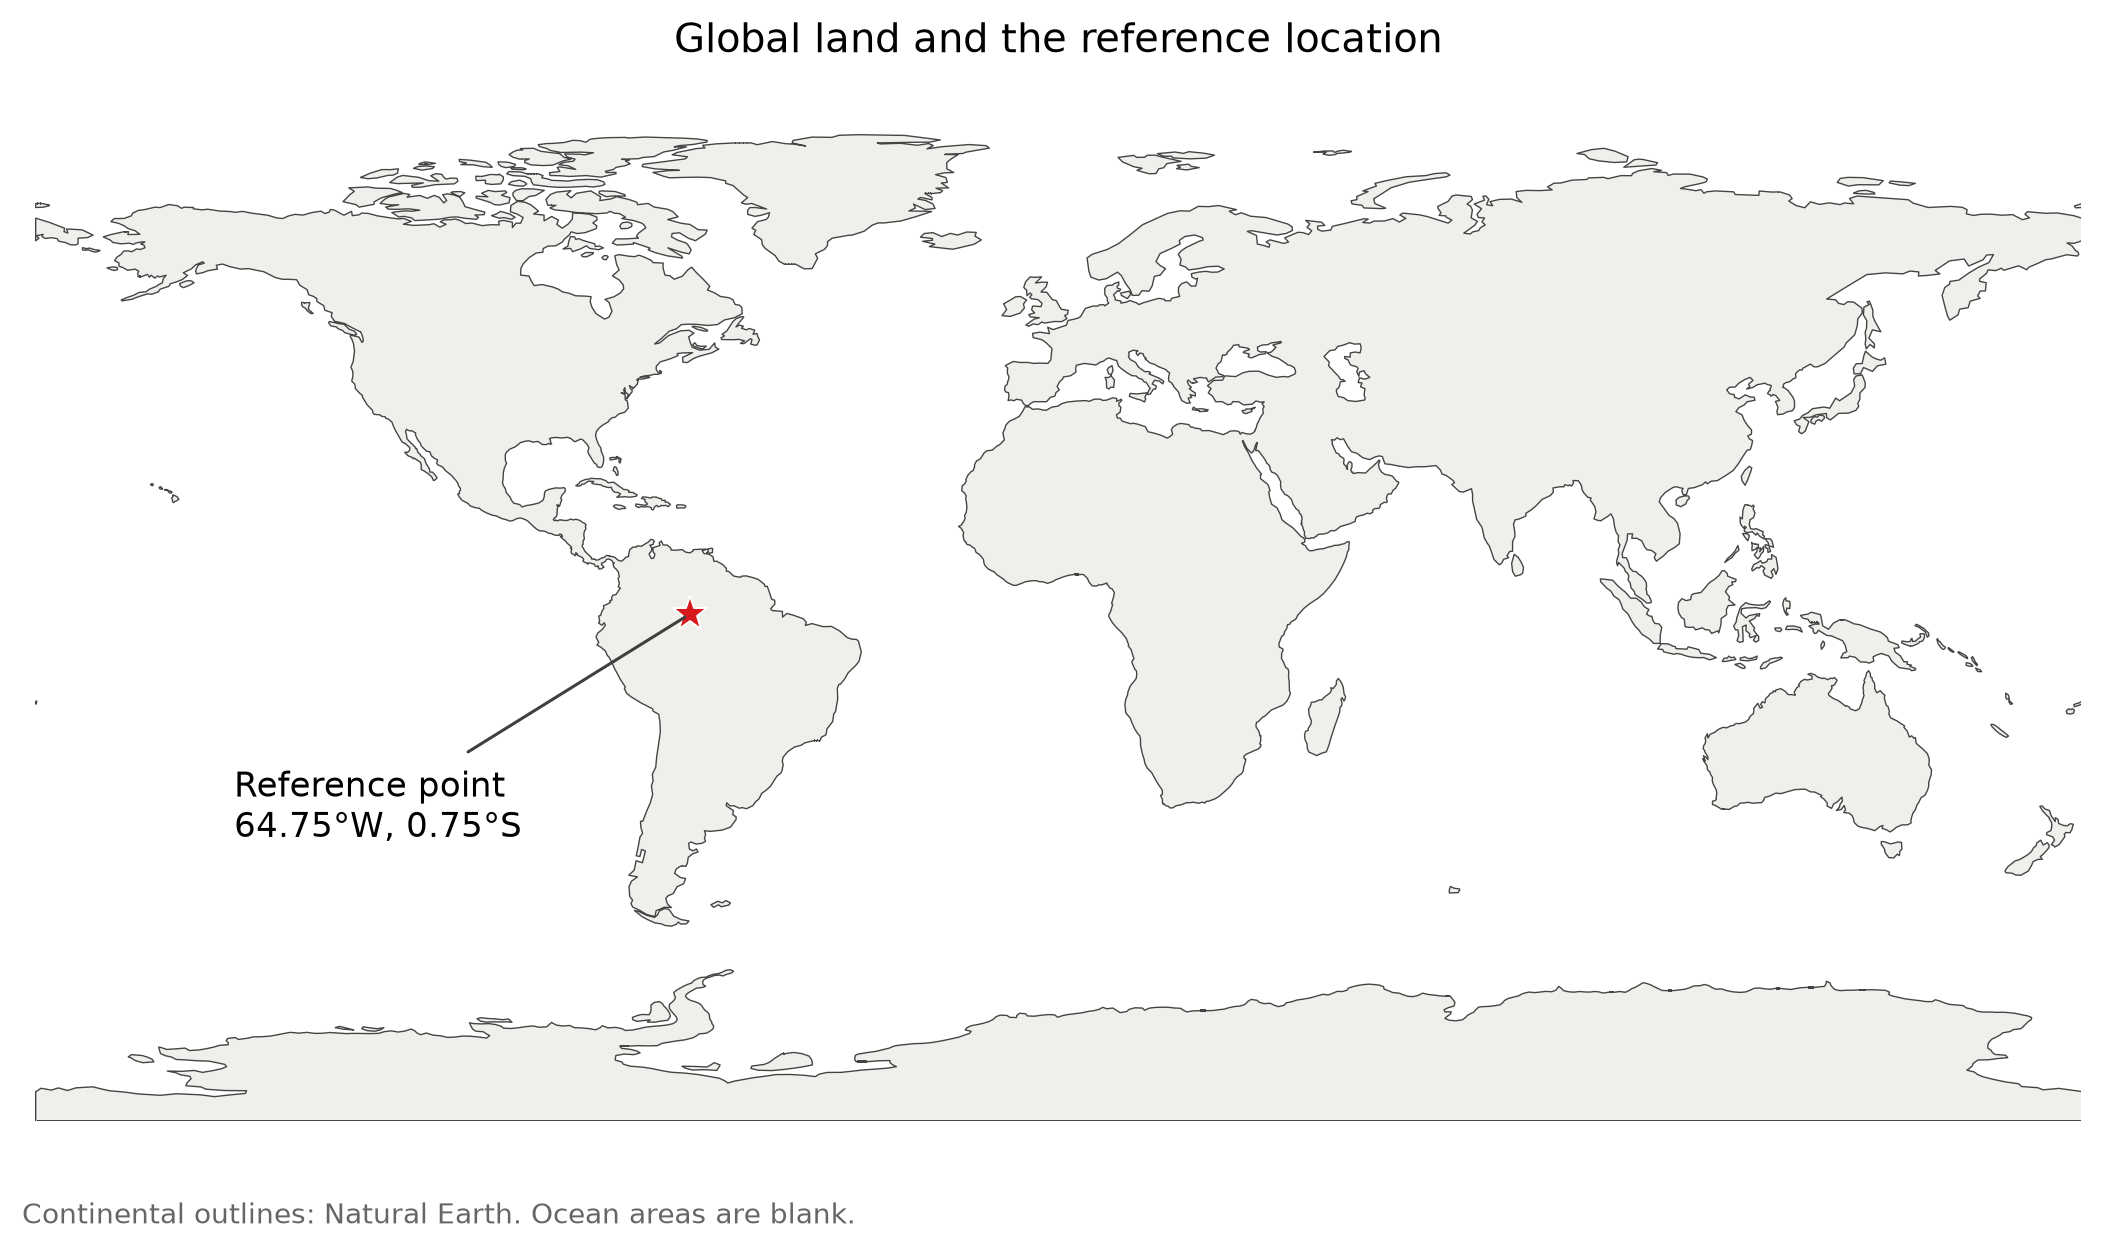 Global land and the reference location
Reference point
64.75°W, 0.75°S
Continental outlines: Natural Earth. Ocean areas are blank.